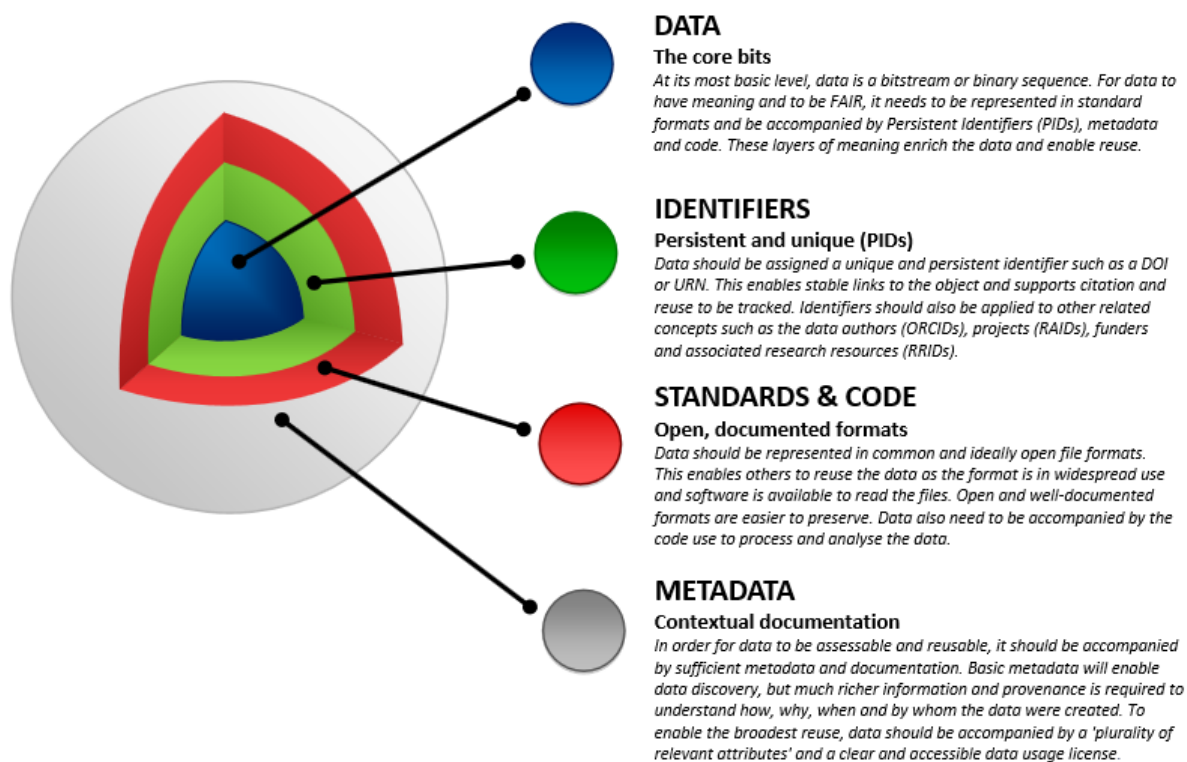 DATA
The core bits
At its most basic level, data is a bitstream or binary sequence. For data to
have meaning and to be FAIR, it needs to be represented in standard
formats and be accompanied by Persistent Identifiers (PIDs), metadata
and code. These layers of meaning enrich the data and enable reuse.
IDENTIFIERS
Persistent and unique (PIDs)
Data should be assigned a unique and persistent identifier such as a DOI
or URN. This enables stable links to the object and supports citation and
reuse to be tracked. Identifiers should also be applied to other related
concepts such as the data authors (ORCIDs), projects (RAIDs), funders
and associated research resources (RRIDs).
STANDARDS & CODE
Open, documented formats
Data should be represented in common and ideally open file formats.
This enables others to reuse the data as the format is in widespread use
and software is available to read the files. Open and well-documented
formats are easier to preserve. Data also need to be accompanied by the
code use to process and analyse the data.
METADATA
Contextual documentation
In order for data to be assessable and reusable, it should be accompanied
by sufficient metadata and documentation. Basic metadata will enable
data discovery, but much richer information and provenance is required to
understand how, why, when and by whom the data were created. To
enable the broadest reuse, data should be accompanied by a 'plurality of
relevant attributes' and a clear and accessible data usage license.